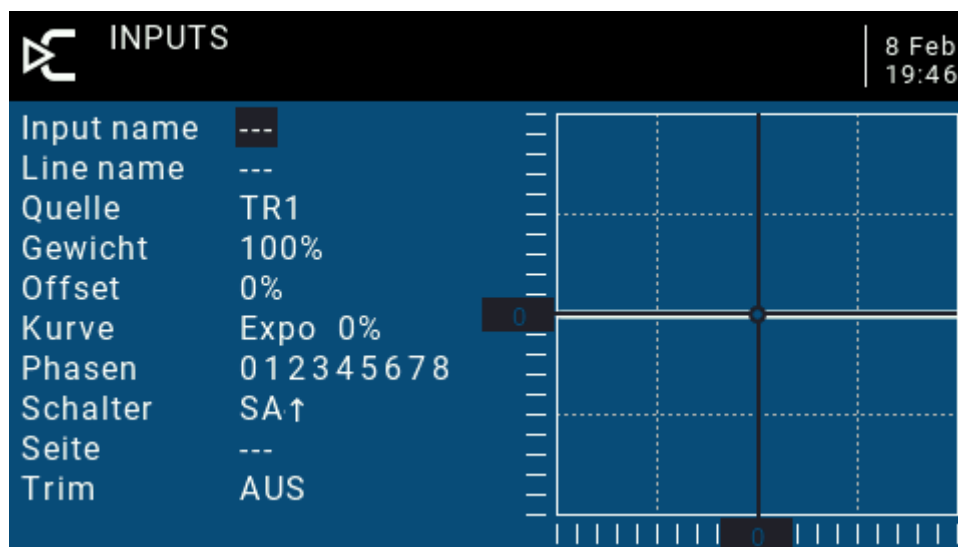 INPUTS
8 Feb
19:46
Input name ---
Line name ---
Quelle TR1
Gewicht 100%
Offset 0%
Kurve Expo 0%
Phasen 012345678
Schalter SA↑
Seite ---
Trim AUS
0
0